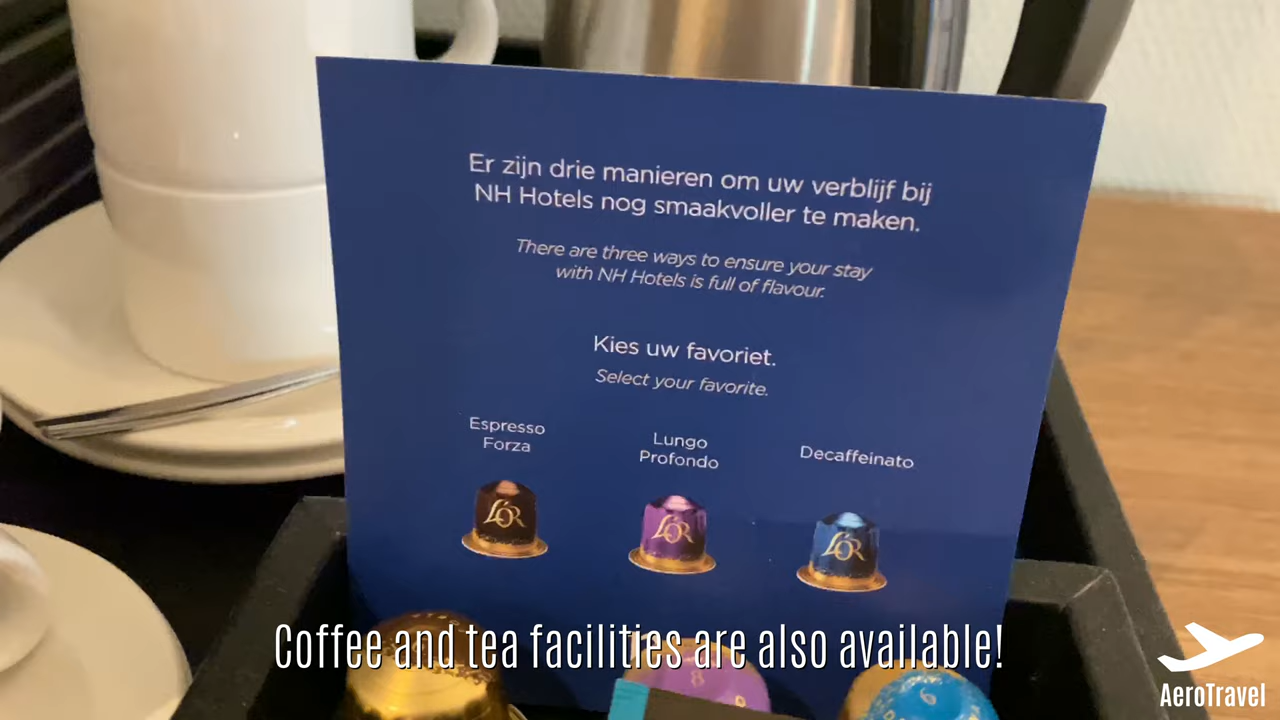 Er zijn drie manieren om uw verblijf bij
NH Hotels nog smaakvoller te maken.
There are three ways to ensure your stay
with NH Hotels is full of flavour.
Kies uw favoriet.
Select your favorite.
Espresso
Forza
Lungo
Profondo
Decaffeinato
L'OR
L'OR
L'OR
8
9
Coffee and tea facilities are also available!
AeroTravel